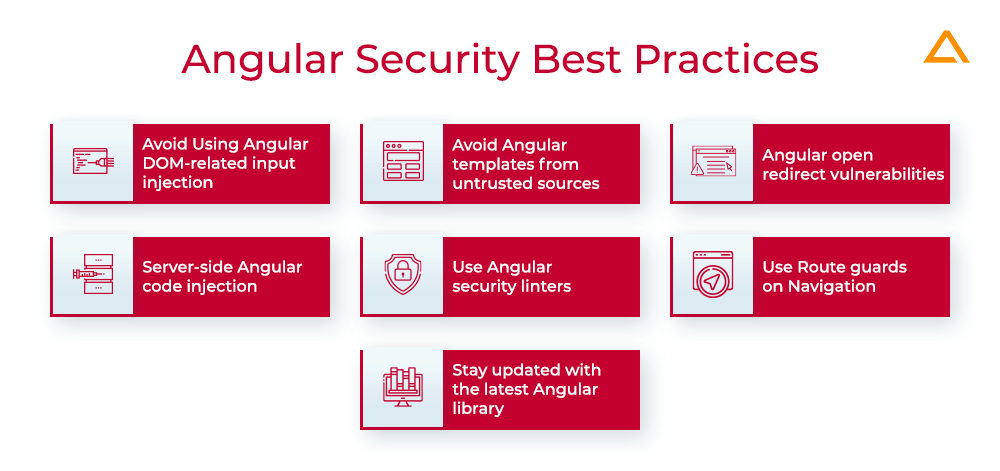 Angular Security Best Practices
Avoid Using Angular
DOM-related input
injection
Avoid Angular
templates from
untrusted sources
Angular open
redirect vulnerabilities
Server-side Angular
code injection
Use Angular
security linters
Use Route guards
on Navigation
Stay updated with
the latest Angular
library